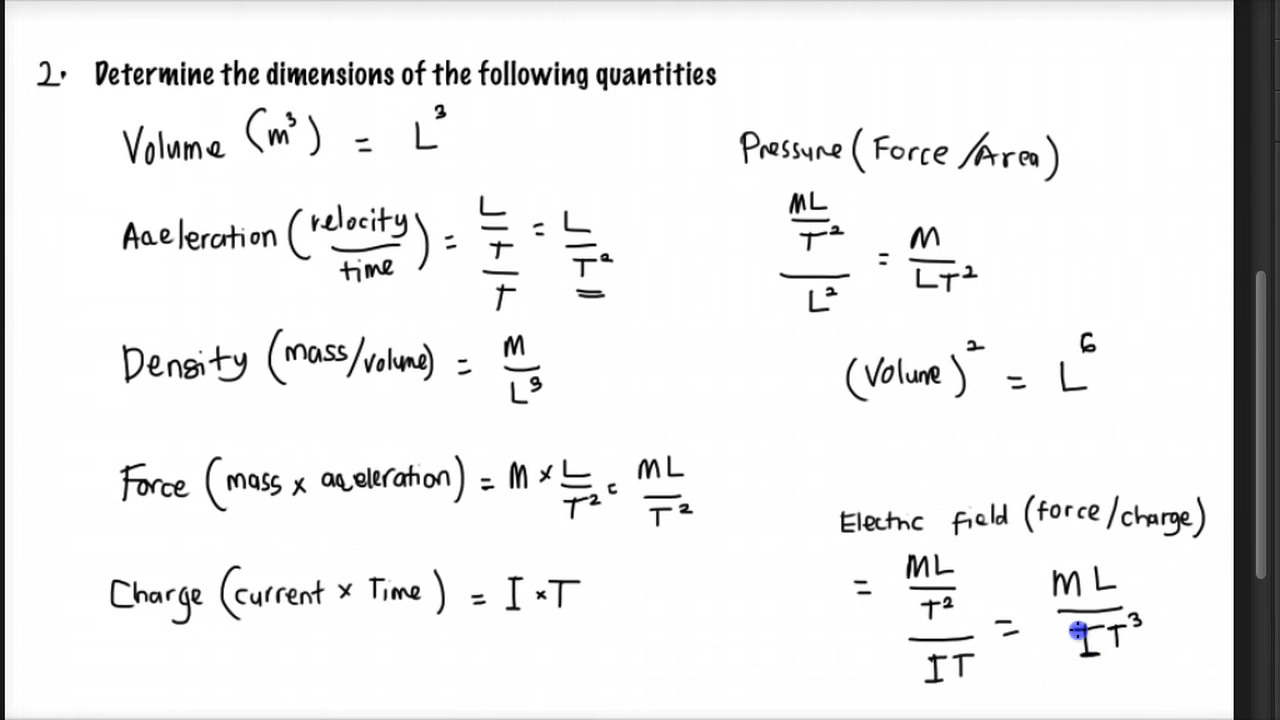 2. Determine the dimensions of the following quantities
Volume (m³) = L³
Acceleration (velocity/time) = L/T/T = L/T²
Density (mass/volume) = M/L³
Force (mass x acceleration) = M x L/T² = ML/T²
Charge (current x Time) = I x T
Pressure (Force/Area)
ML/T²/L² = M/LT²
(Volume)² = L⁶
Electric field (force/charge)
= ML/T²/IT = ML/IT³